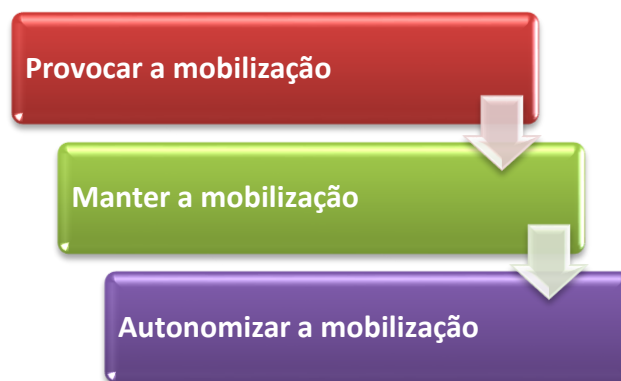 Provocar a mobilização
Manter a mobilização
Autonomizar a mobilização